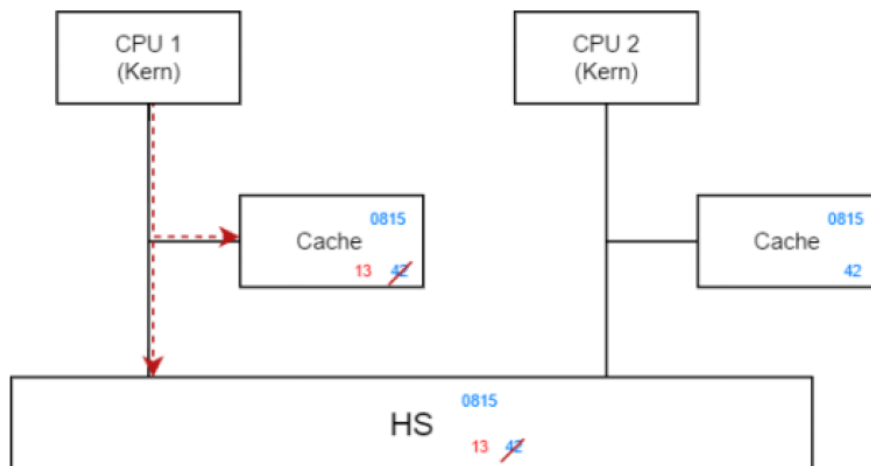 CPU 1
(Kern)
CPU 2
(Kern)
0815
Cache
13 42
0815
Cache
42
0815
HS
13 42